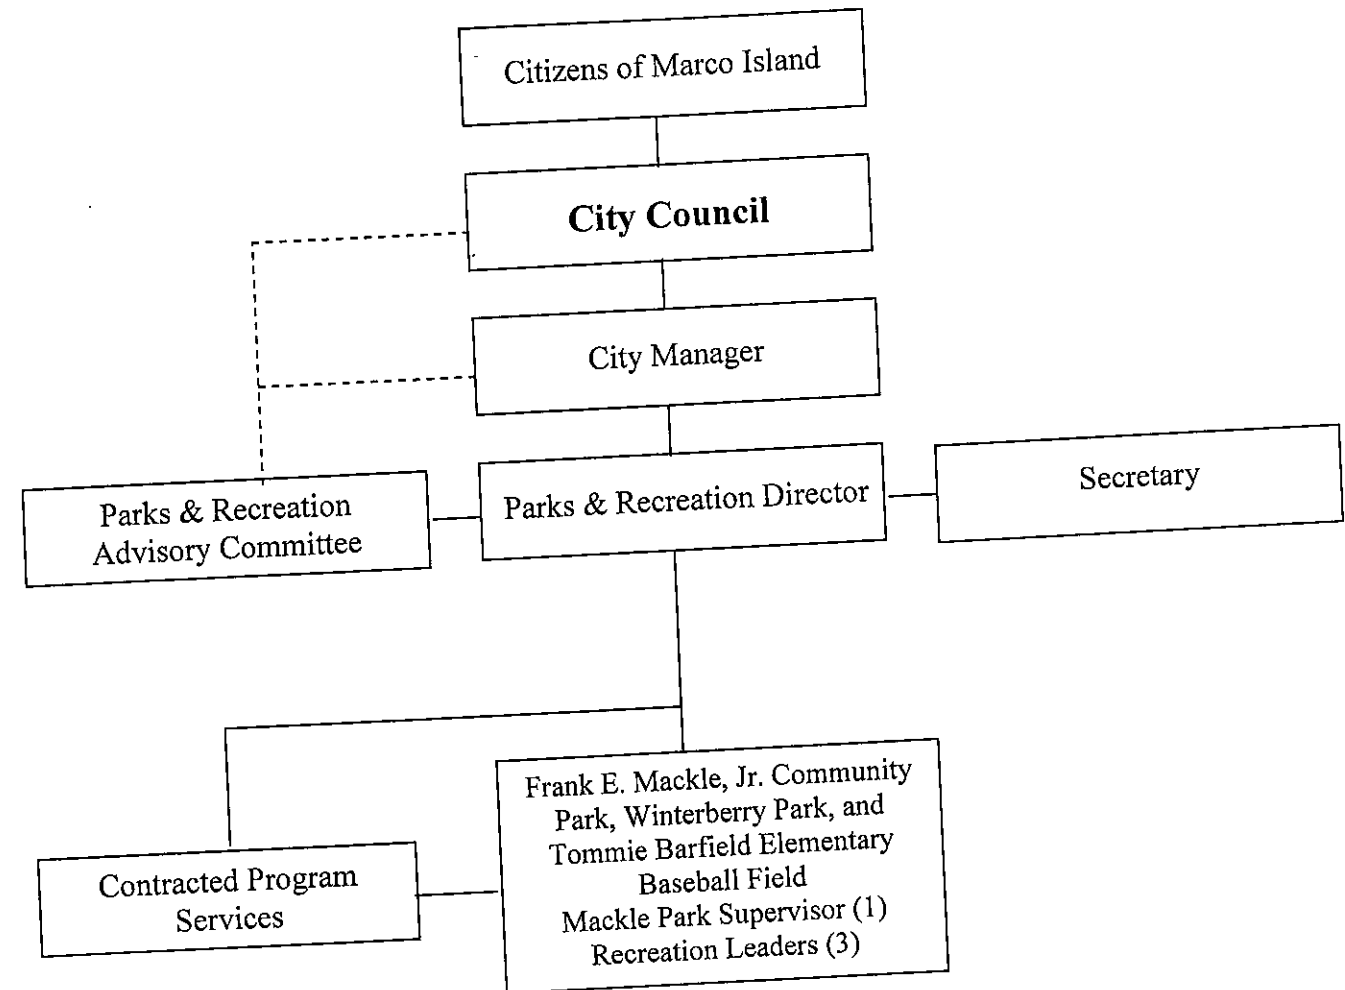 Citizens of Marco Island
City Council
City Manager
Parks & Recreation
Advisory Committee
Parks & Recreation Director
Secretary
Contracted Program
Services
Frank E. Mackle, Jr. Community
Park, Winterberry Park, and
Tommie Barfield Elementary
Baseball Field
Mackle Park Supervisor (1)
Recreation Leaders (3)